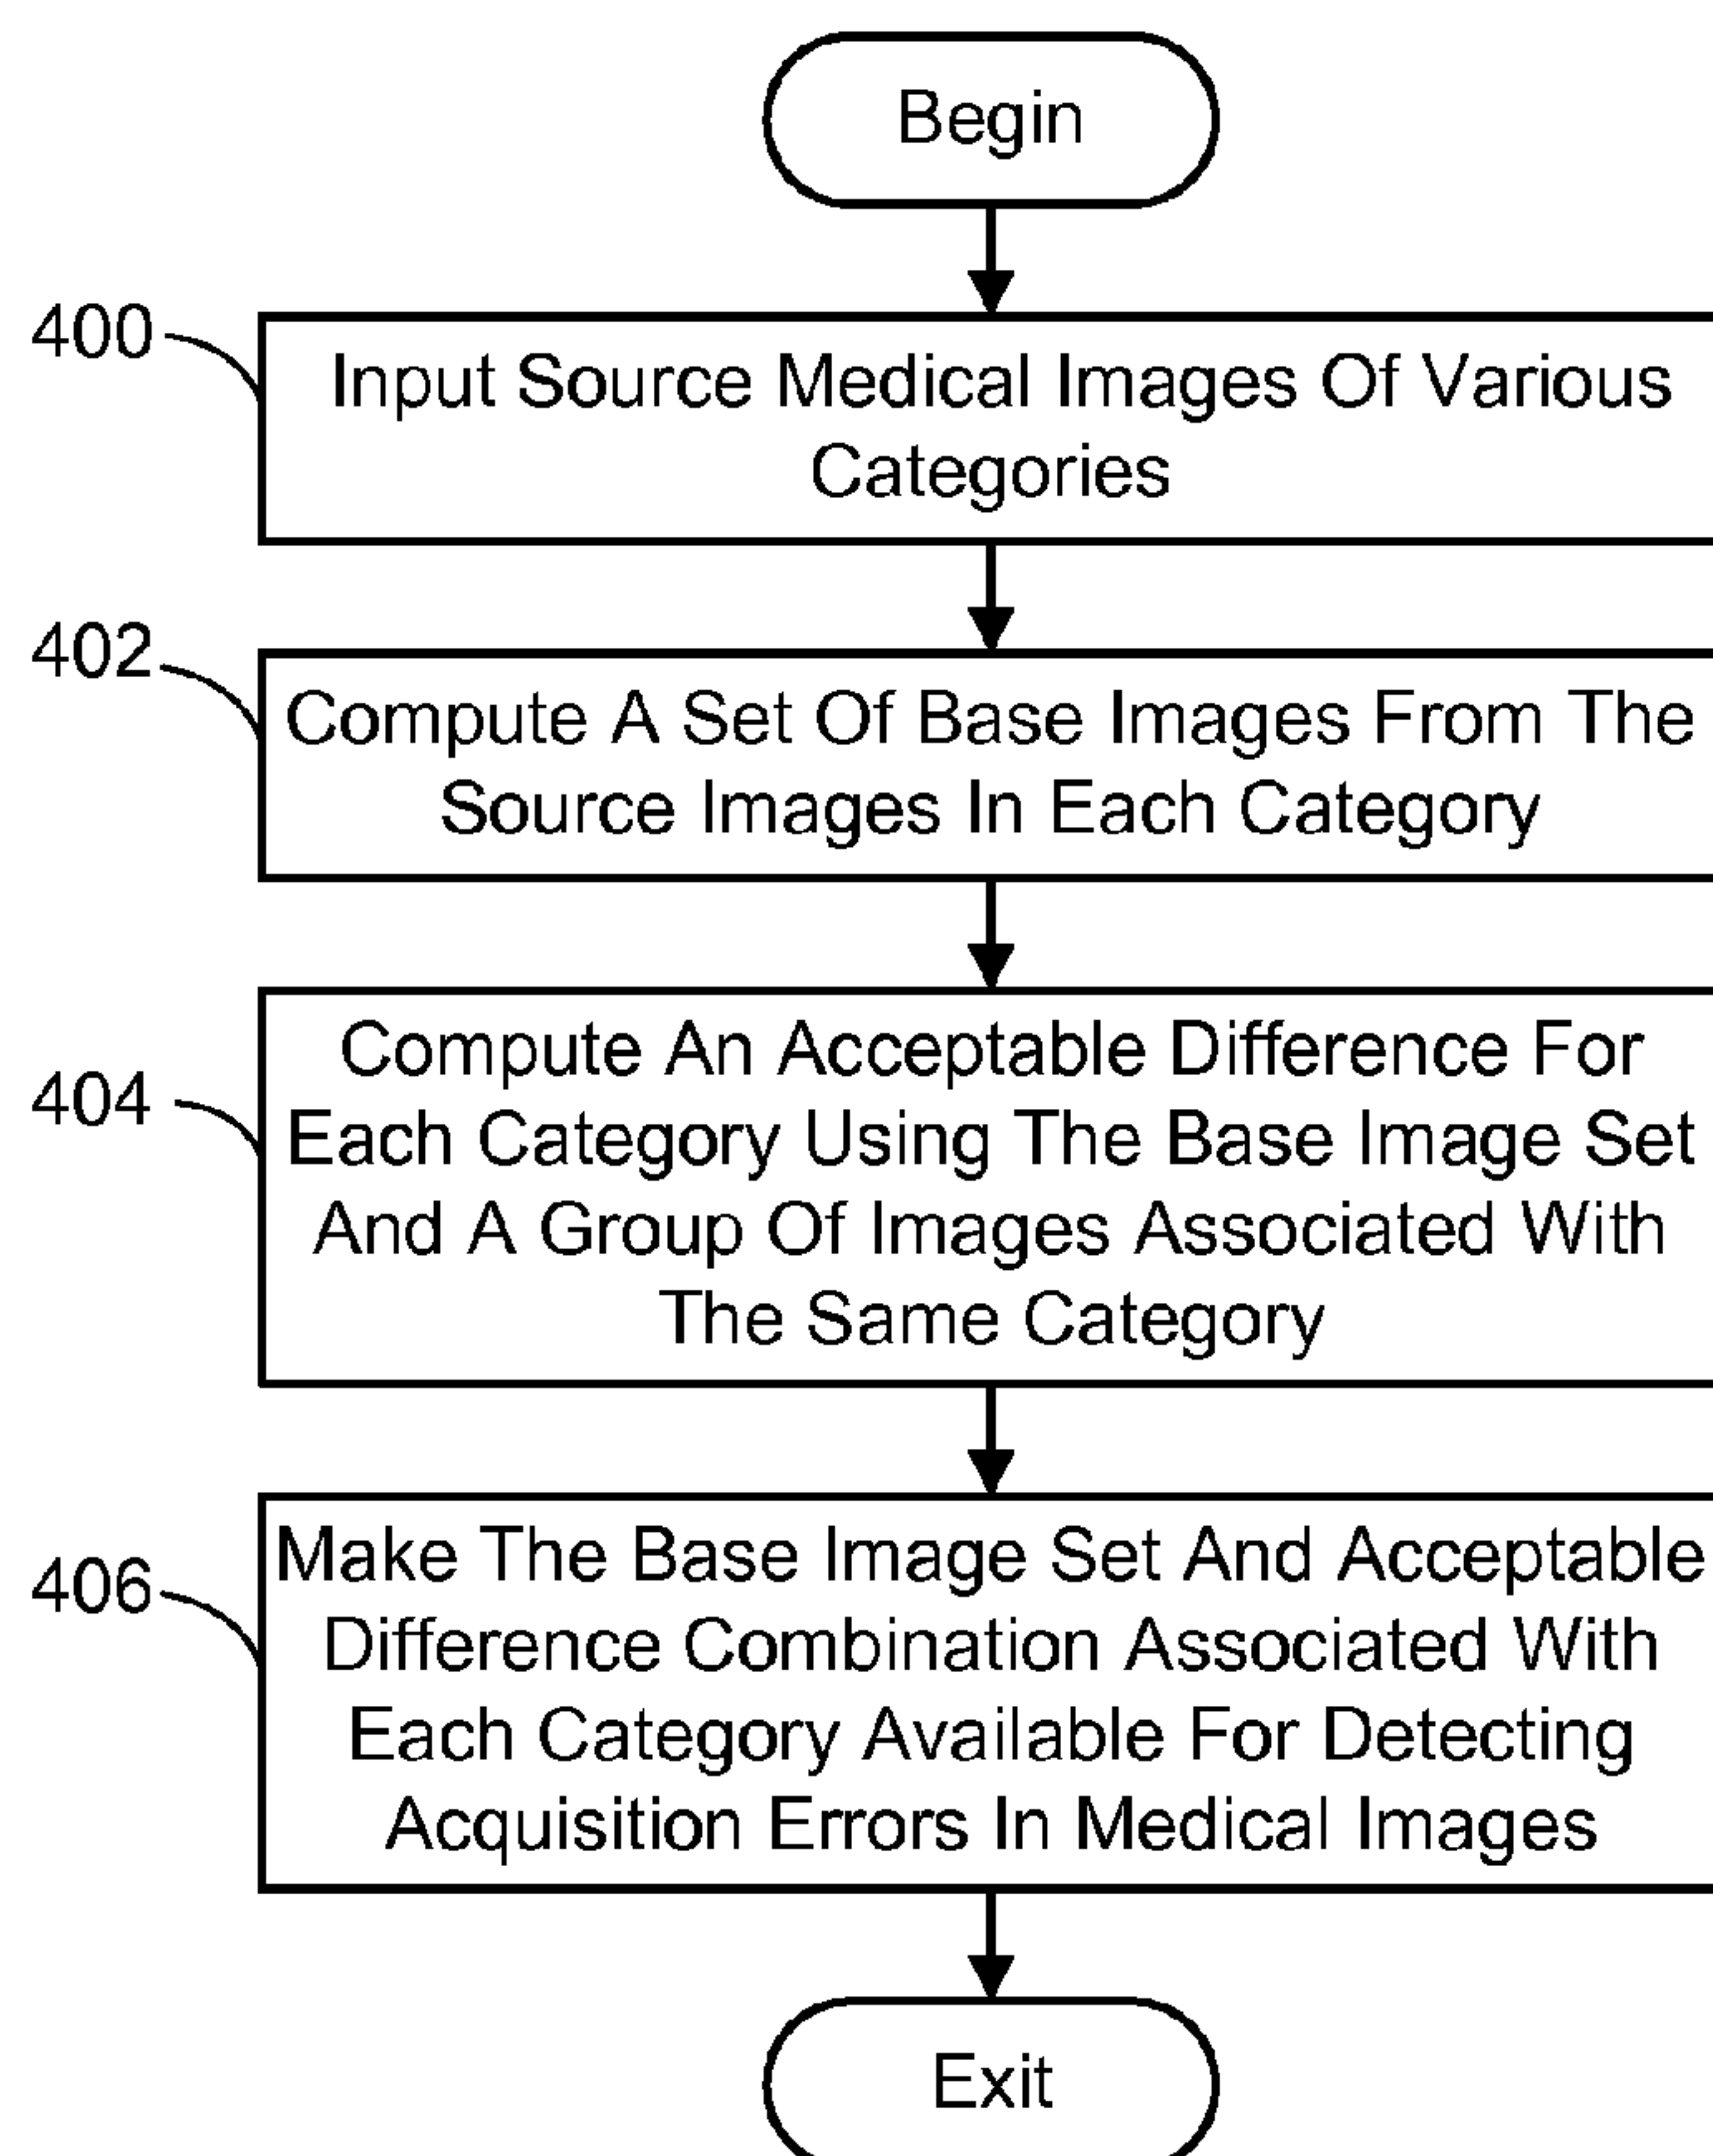 Begin
400
Input Source Medical Images Of Various
Categories
402
Compute A Set Of Base Images From The
Source Images In Each Category
404
Compute An Acceptable Difference For
Each Category Using The Base Image Set
And A Group Of Images Associated With
The Same Category
406
Make The Base Image Set And Acceptable
Difference Combination Associated With
Each Category Available For Detecting
Acquisition Errors In Medical Images
Exit